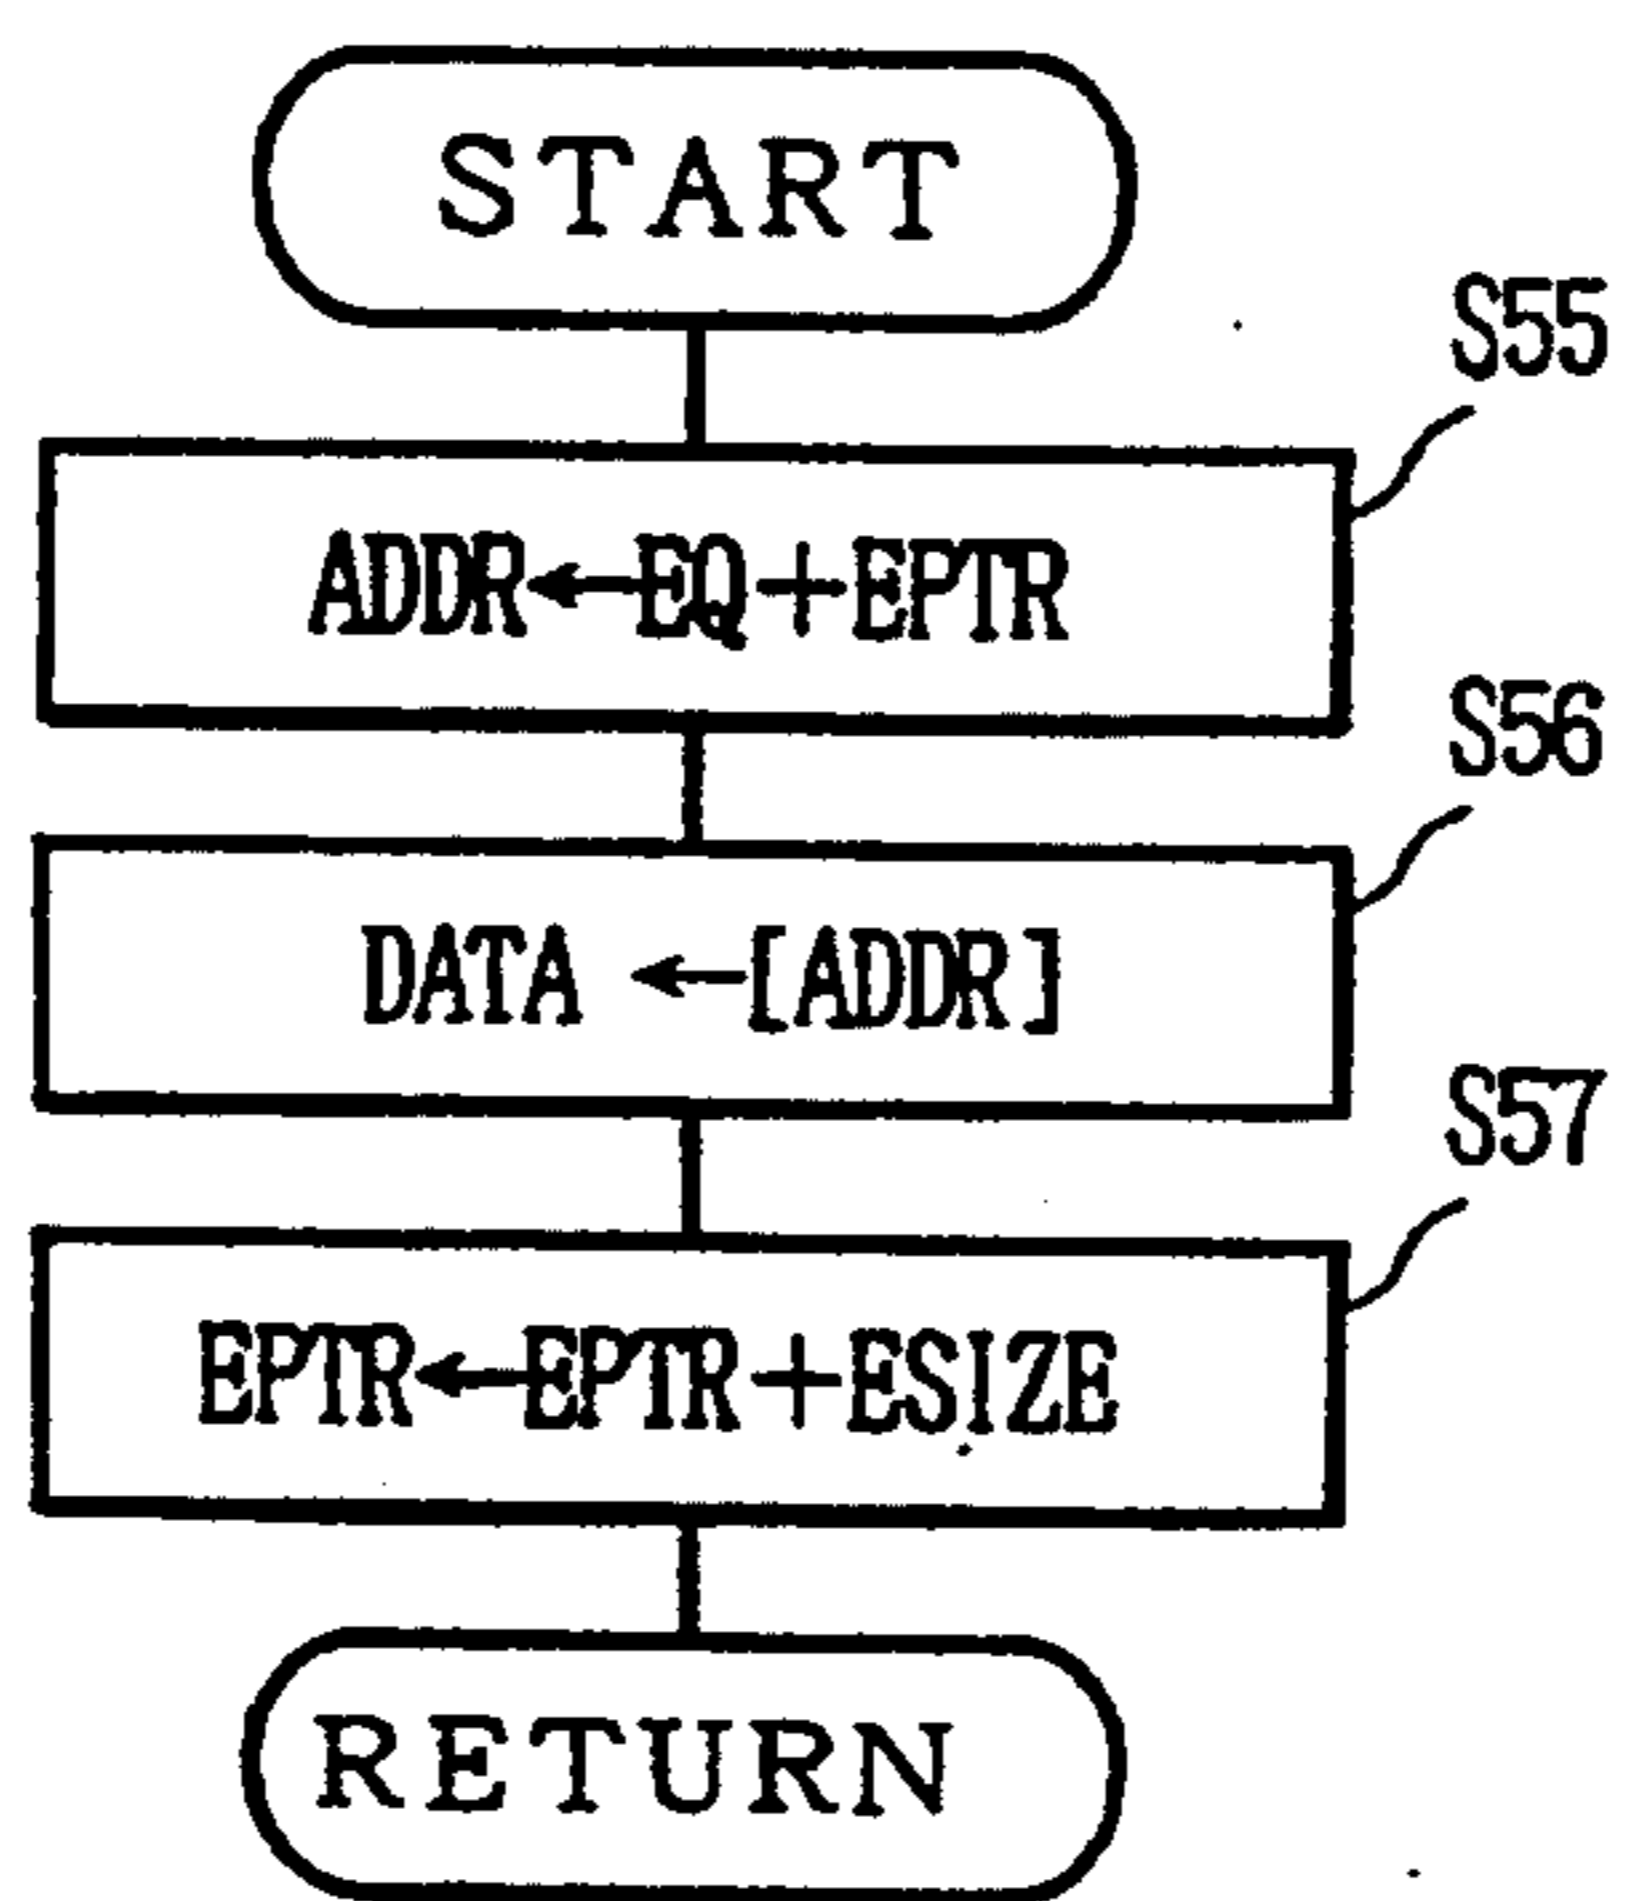 START
S55
ADDR←EQ+EPTR
S56
DATA ←[ADDR]
S57
EPTR←EPTR+ESIZE
RETURN